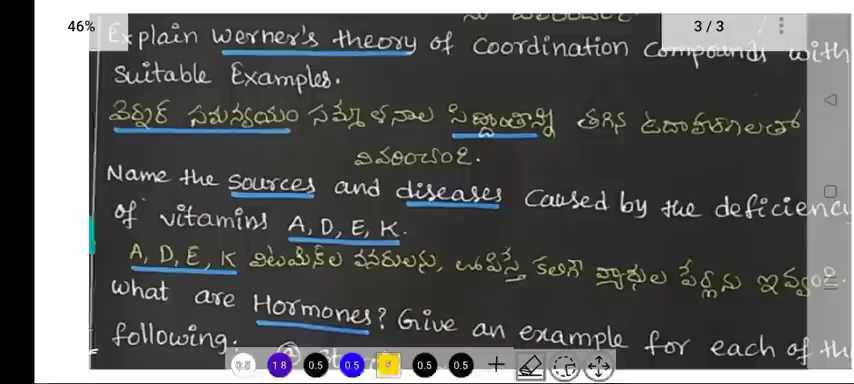 46%
3 / 3
Explain Werner's theory of Coordination Compounds with
Suitable Examples.
వెర్నర్ సమన్వయం సమ్మేళనాల సిద్ధాంతాన్ని తగిన ఉదాహరణలతో
వివరించండి.
Name the Sources and diseases Caused by the deficiency
of vitamins A, D, E, K.
A, D, E, K విటమిన్‌ల వనరులను, లోపిస్తే కలిగే వ్యాధుల పేర్లను ఇవ్వండి.
What are Hormones? Give an example for each of th
following:
0.5 1.8 0.5 0.5 5 0.5 0.5